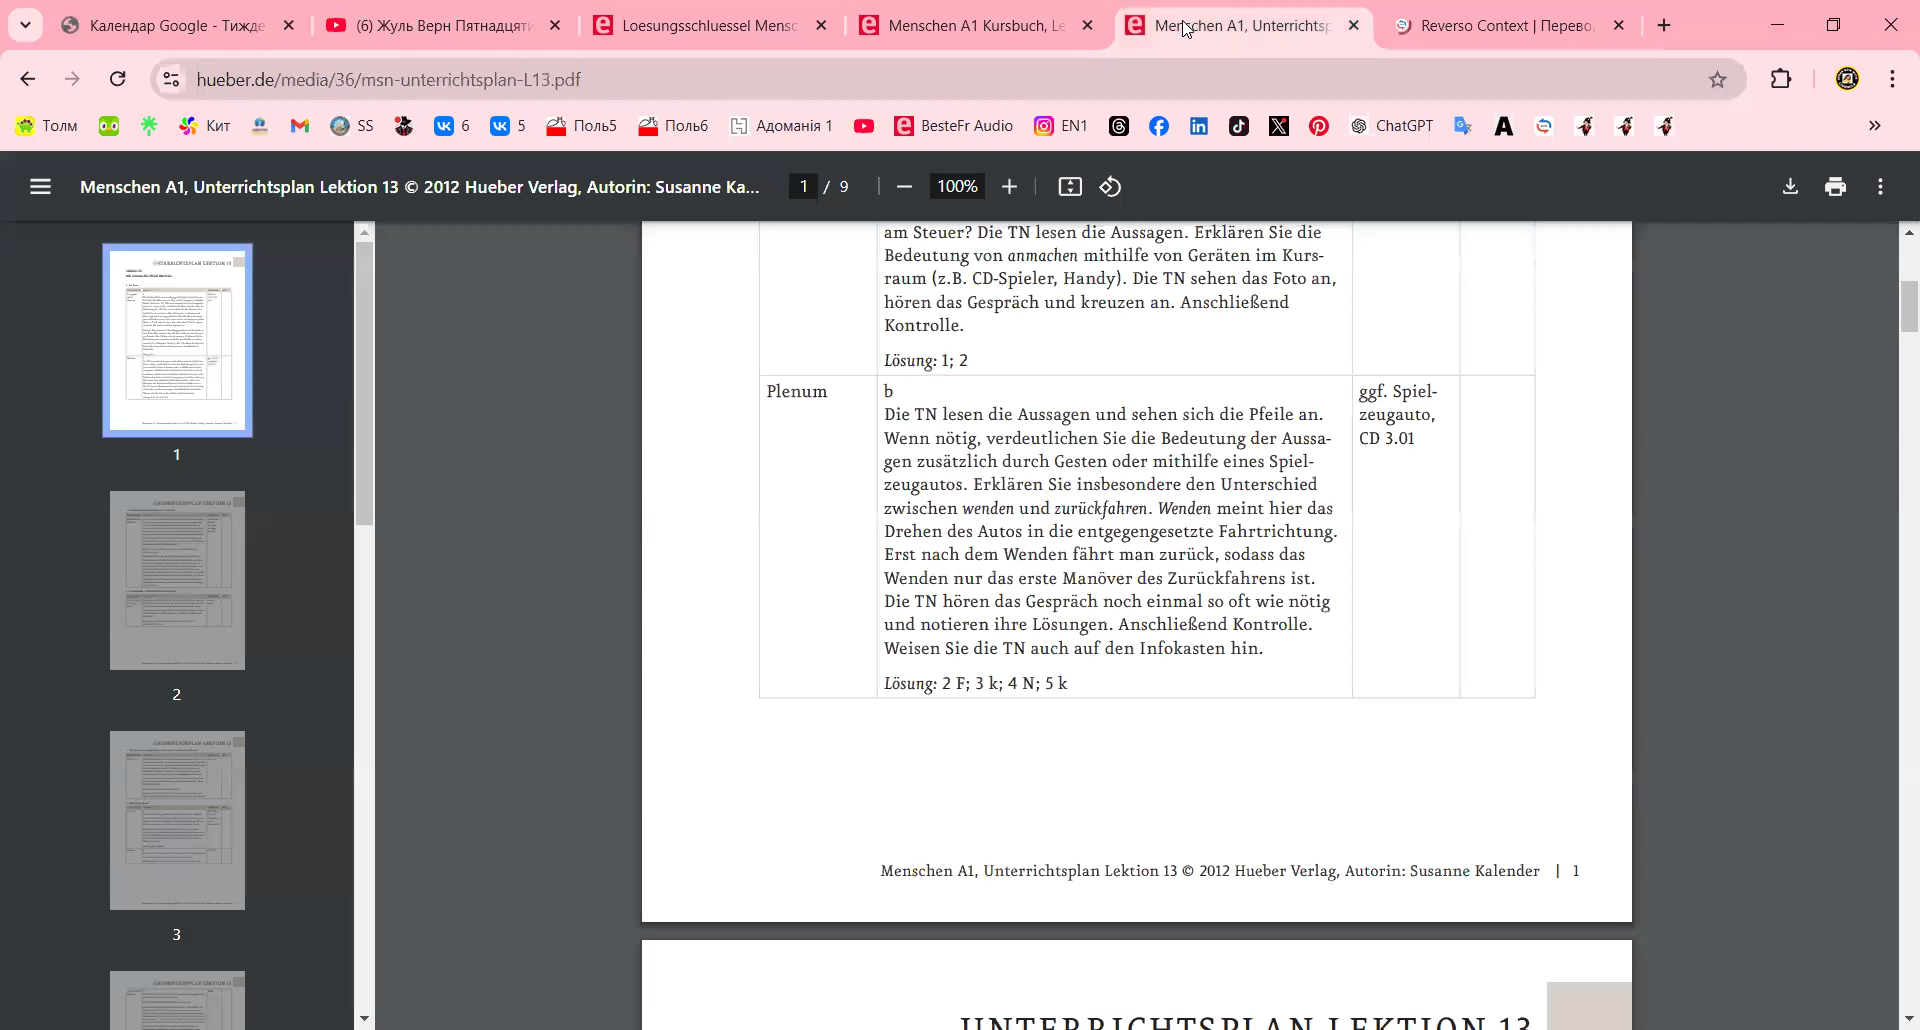 Календар Google - Тижде
(6) Жуль Верн Пятнадцяти
Loesungsschluessel Mensc
Menschen A1 Kursbuch, Le
Menschen A1, Unterrichtsp
Reverso Context | Перево
hueber.de/media/36/msn-unterrichtsplan-L13.pdf
Толм
Кит
SS
6
5
Поль5
Поль6
Адоманія 1
BesteFr Audio
EN1
ChatGPT
Menschen A1, Unterrichtsplan Lektion 13 © 2012 Hueber Verlag, Autorin: Susanne Ka...
1 / 9
100%
1
2
3
am Steuer? Die TN lesen die Aussagen. Erklären Sie die
Bedeutung von anmachen mithilfe von Geräten im Kurs-
raum (z.B. CD-Spieler, Handy). Die TN sehen das Foto an,
hören das Gespräch und kreuzen an. Anschließend
Kontrolle.
Lösung: 1; 2
Plenum
b
Die TN lesen die Aussagen und sehen sich die Pfeile an.
Wenn nötig, verdeutlichen Sie die Bedeutung der Aussa-
gen zusätzlich durch Gesten oder mithilfe eines Spiel-
zeugautos. Erklären Sie insbesondere den Unterschied
zwischen wenden und zurückfahren. Wenden meint hier das
Drehen des Autos in die entgegengesetzte Fahrtrichtung.
Erst nach dem Wenden fährt man zurück, sodass das
Wenden nur das erste Manöver des Zurückfahrens ist.
Die TN hören das Gespräch noch einmal so oft wie nötig
und notieren ihre Lösungen. Anschließend Kontrolle.
Weisen Sie die TN auch auf den Infokasten hin.
Lösung: 2 F; 3 k; 4 N; 5 k
ggf. Spiel-
zeugauto,
CD 3.01
Menschen A1, Unterrichtsplan Lektion 13 © 2012 Hueber Verlag, Autorin: Susanne Kalender | 1
UNTERRICHTSPLAN LEKTION 13